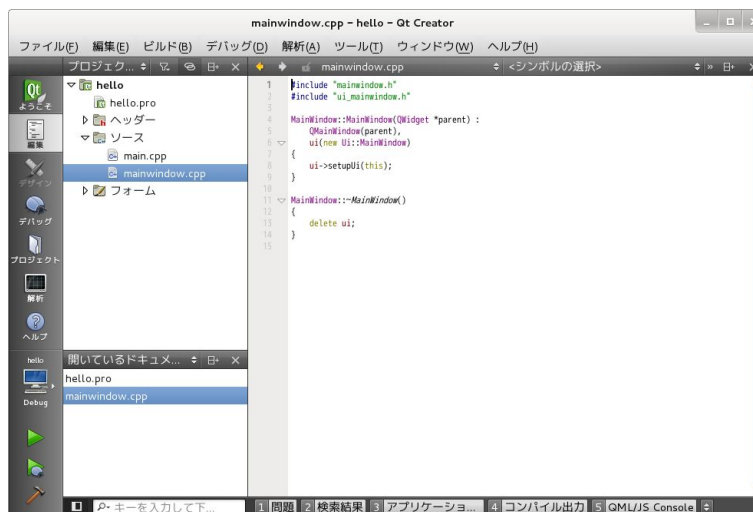 mainwindow.cpp - hello - Qt Creator
ファイル(F) 編集(E) ビルド(B) デバッグ(D) 解析(A) ツール(T) ウィンドウ(W) ヘルプ(H)
プロジェク...
mainwindow.cpp
<シンボルの選択>
Qt
ようこそ
編集
デザイン
デバッグ
プロジェクト
解析
ヘルプ
hello
Debug
hello
hello.pro
ヘッダー
ソース
main.cpp
mainwindow.cpp
フォーム
開いているドキュメ...
hello.pro
mainwindow.cpp
1 #include "mainwindow.h"
2 #include "ui_mainwindow.h"
3
4 MainWindow::MainWindow(QWidget *parent) :
5 QMainWindow(parent),
6 ui(new Ui::MainWindow)
7 {
8 ui->setupUi(this);
9 }
10
11 MainWindow::~MainWindow()
12 {
13 delete ui;
14 }
15
キーを入力して下...
1 問題 2 検索結果 3 アプリケーショ... 4 コンパイル出力 5 QML/JS Console